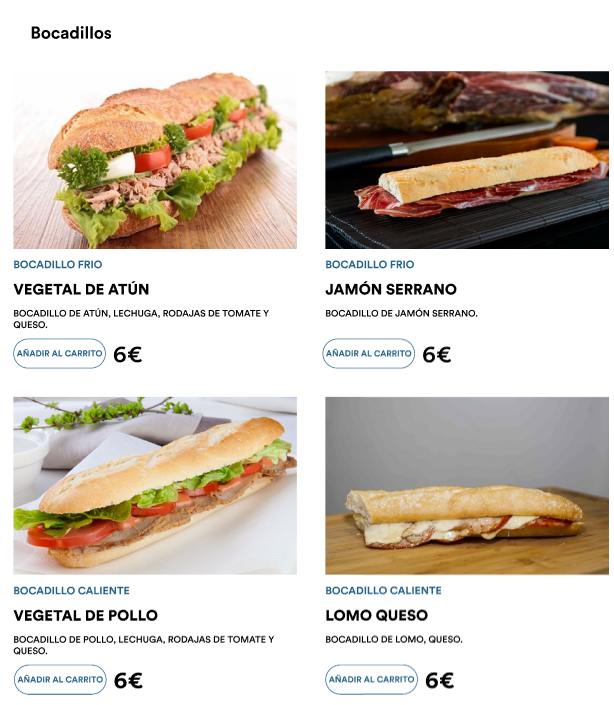 Bocadillos
BOCADILLO FRIO
VEGETAL DE ATÚN
BOCADILLO DE ATÚN, LECHUGA, RODAJAS DE TOMATE Y
QUESO.
AÑADIR AL CARRITO 6€
BOCADILLO FRIO
JAMÓN SERRANO
BOCADILLO DE JAMÓN SERRANO.
AÑADIR AL CARRITO 6€
BOCADILLO CALIENTE
VEGETAL DE POLLO
BOCADILLO DE POLLO, LECHUGA, RODAJAS DE TOMATE Y
QUESO.
AÑADIR AL CARRITO 6€
BOCADILLO CALIENTE
LOMO QUESO
BOCADILLO DE LOMO, QUESO.
AÑADIR AL CARRITO 6€